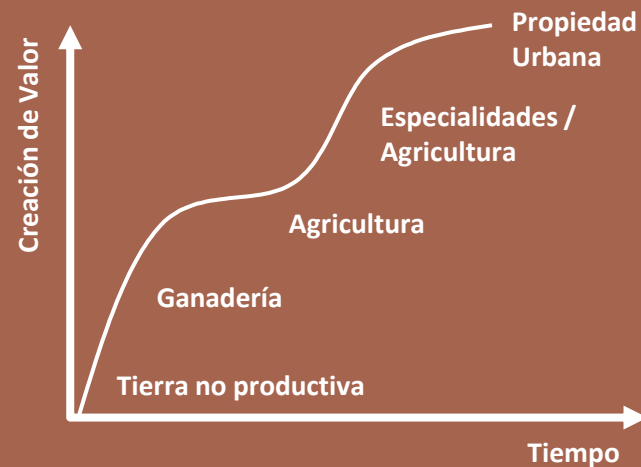 Propiedad
Urbana
Creación de Valor
Especialidades /
Agricultura
Agricultura
Ganadería
Tierra no productiva
Tiempo